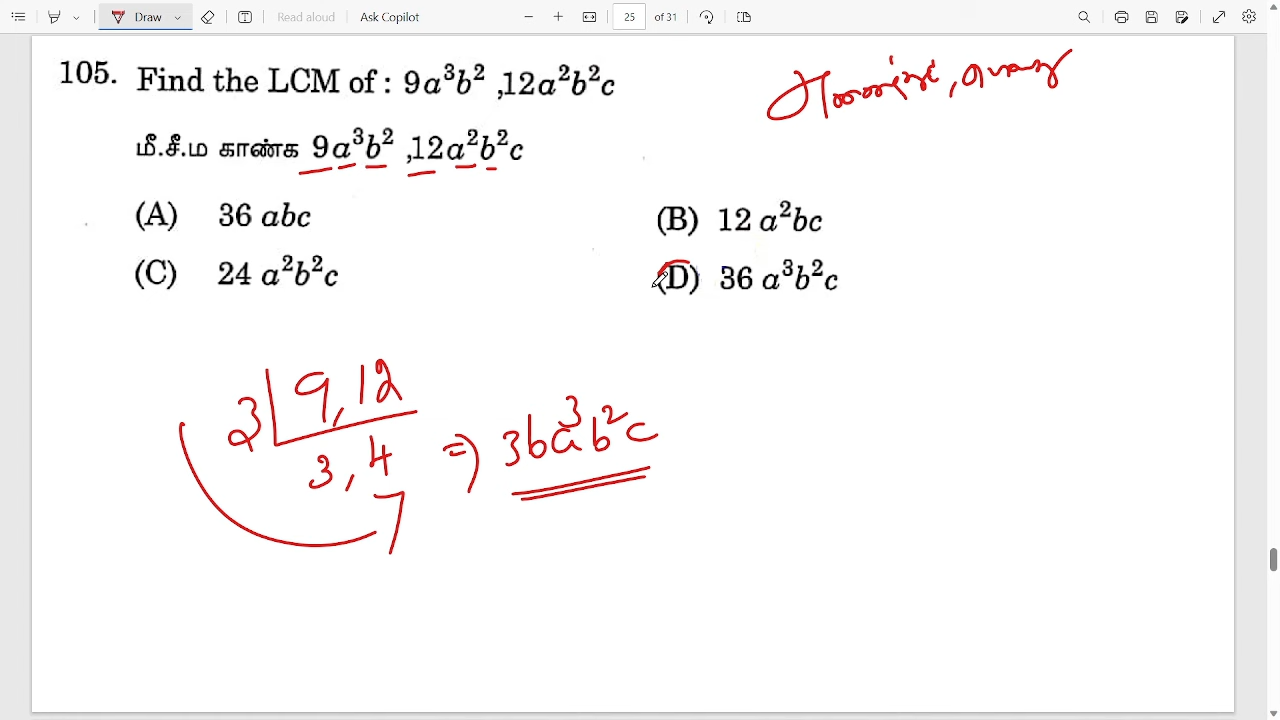 Draw
Read aloud
Ask Copilot
25
of 31
105. Find the LCM of : 9a³b² ,12a²b²c
மீ.சீ.ம காண்க 9a³b² ,12a²b²c
(A) 36 abc
(B) 12 a²bc
(C) 24 a²b²c
(D) 36 a³b²c
3 | 9, 12
3, 4 ⇒ 36a³b²c